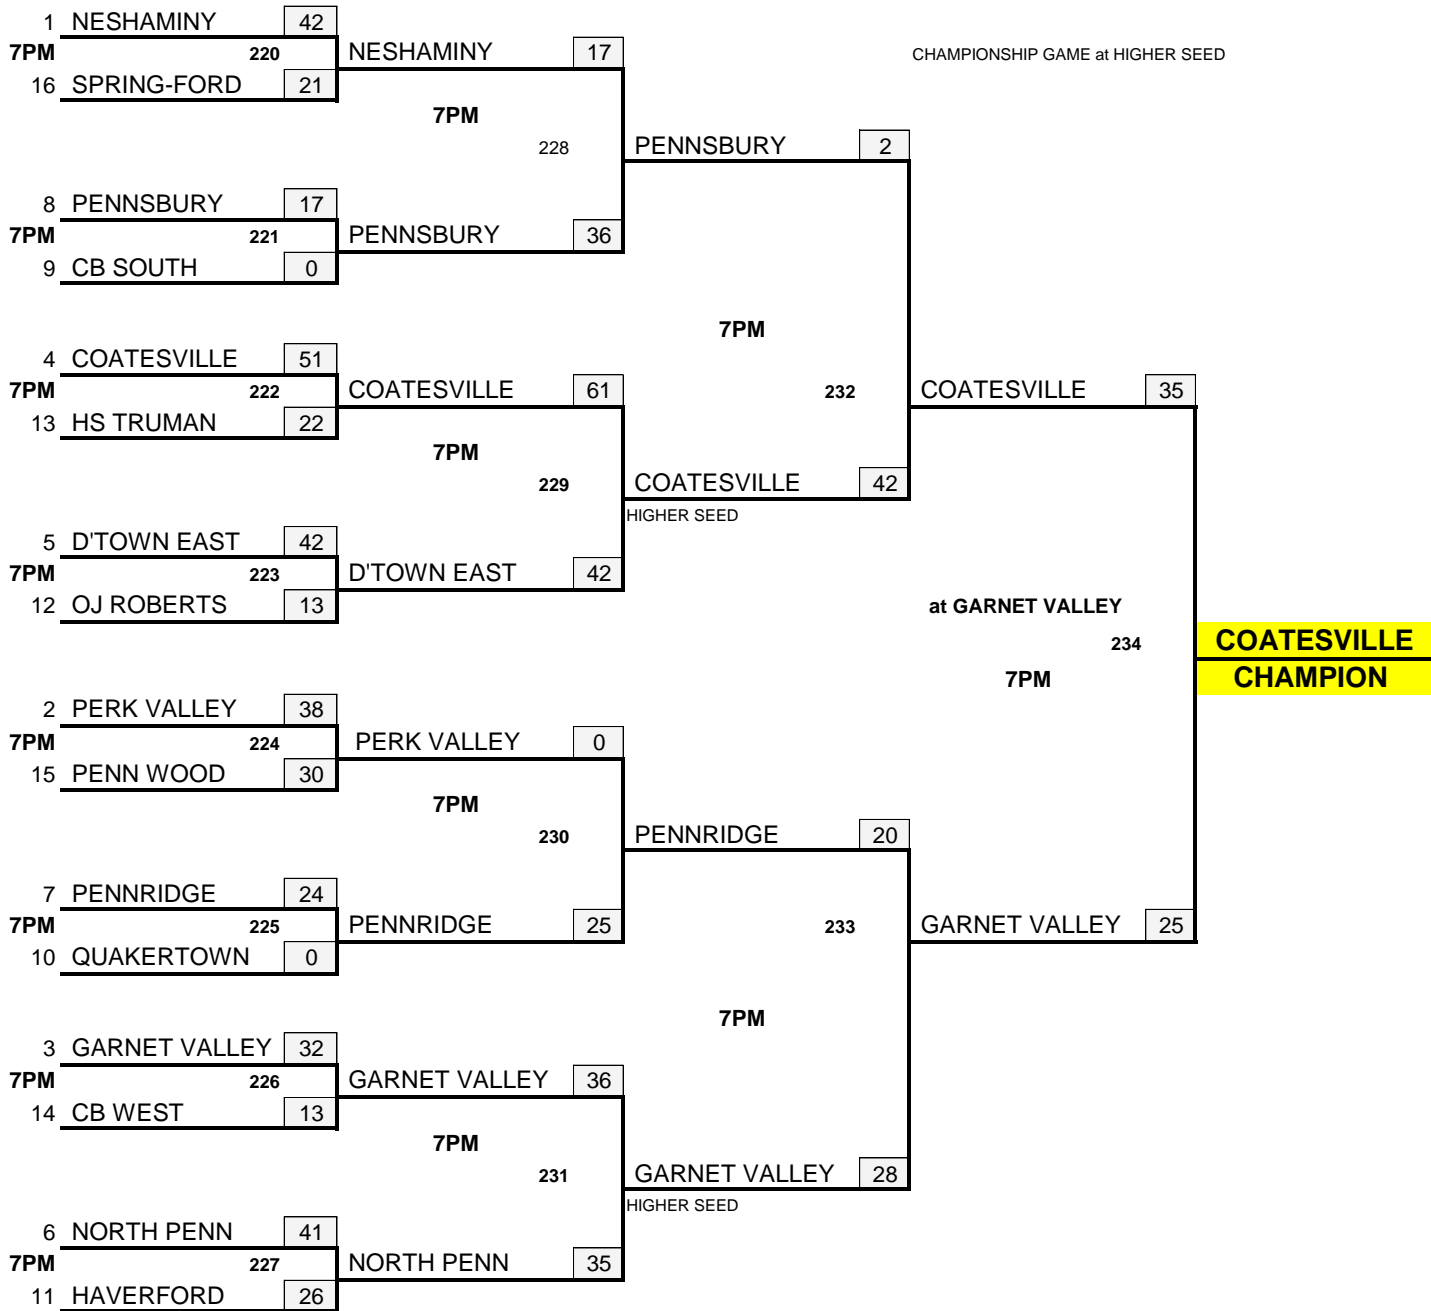 1 NESHAMINY 42
7PM 220 NESHAMINY 17 CHAMPIONSHIP GAME at HIGHER SEED
16 SPRING-FORD 21
7PM
228 PENNSBURY 2
8 PENNSBURY 17
7PM 221 PENNSBURY 36
9 CB SOUTH 0
7PM
4 COATESVILLE 51
7PM 222 COATESVILLE 61 232 COATESVILLE 35
13 HS TRUMAN 22
7PM
229 COATESVILLE 42
HIGHER SEED
5 D'TOWN EAST 42
7PM 223 D'TOWN EAST 42
12 OJ ROBERTS 13 at GARNET VALLEY
234 COATESVILLE
7PM CHAMPION
2 PERK VALLEY 38
7PM 224 PERK VALLEY 0
15 PENN WOOD 30
7PM
230 PENNRIDGE 20
7 PENNRIDGE 24
7PM 225 PENNRIDGE 25 233 GARNET VALLEY 25
10 QUAKERTOWN 0
7PM
3 GARNET VALLEY 32
7PM 226 GARNET VALLEY 36
14 CB WEST 13
7PM
231 GARNET VALLEY 28
HIGHER SEED
6 NORTH PENN 41
7PM 227 NORTH PENN 35
11 HAVERFORD 26